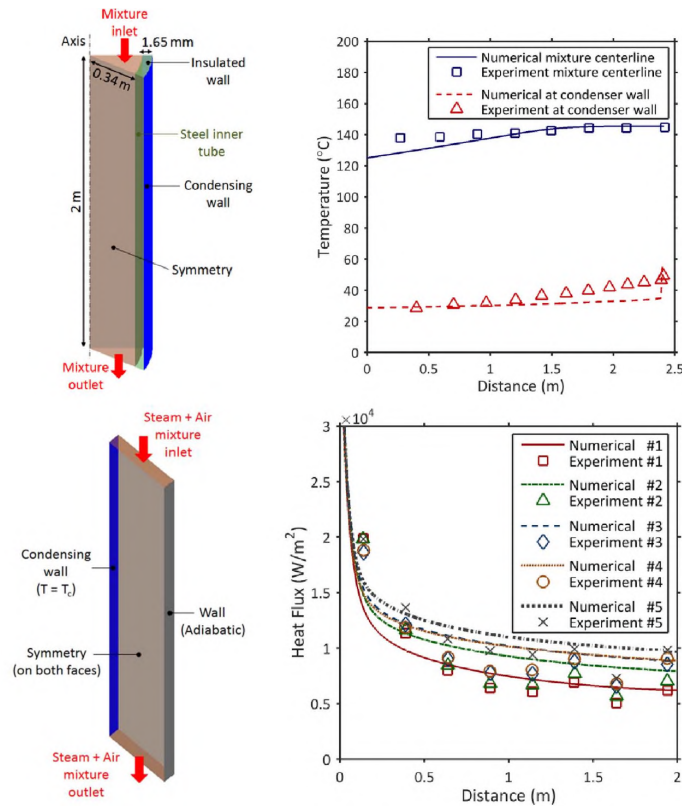 Mixture
inlet
Axis
1.65 mm
0.34 m
Insulated
wall
Steel inner
tube
Condensing
wall
2 m
Symmetry
Mixture
outlet
Numerical mixture centerline
Experiment mixture centerline
Numerical at condenser wall
Experiment at condenser wall
Temperature (°C)
200
180
160
140
120
100
80
60
40
20
0
0 0.5 1 1.5 2 2.5
Distance (m)
Steam + Air
mixture
inlet
Condensing
wall
(T = Tc)
Wall
(Adiabatic)
Symmetry
(on both faces)
Steam + Air
mixture
outlet
x 10⁴
Numerical #1
Experiment #1
Numerical #2
Experiment #2
Numerical #3
Experiment #3
Numerical #4
Experiment #4
Numerical #5
Experiment #5
Heat Flux (W/m²)
3
2.5
2
1.5
1
0.5
0
0 0.5 1 1.5 2
Distance (m)